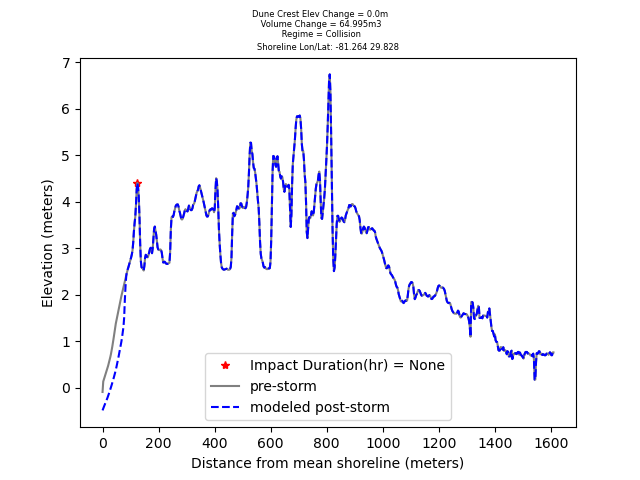 Dune Crest Elev Change = 0.0m
Volume Change = 64.995m3
Regime = Collision
Shoreline Lon/Lat: -81.264 29.828
7
6
5
4
3
2
1
0
Elevation (meters)
Impact Duration(hr) = None
pre-storm
modeled post-storm
0 200 400 600 800 1000 1200 1400 1600
Distance from mean shoreline (meters)